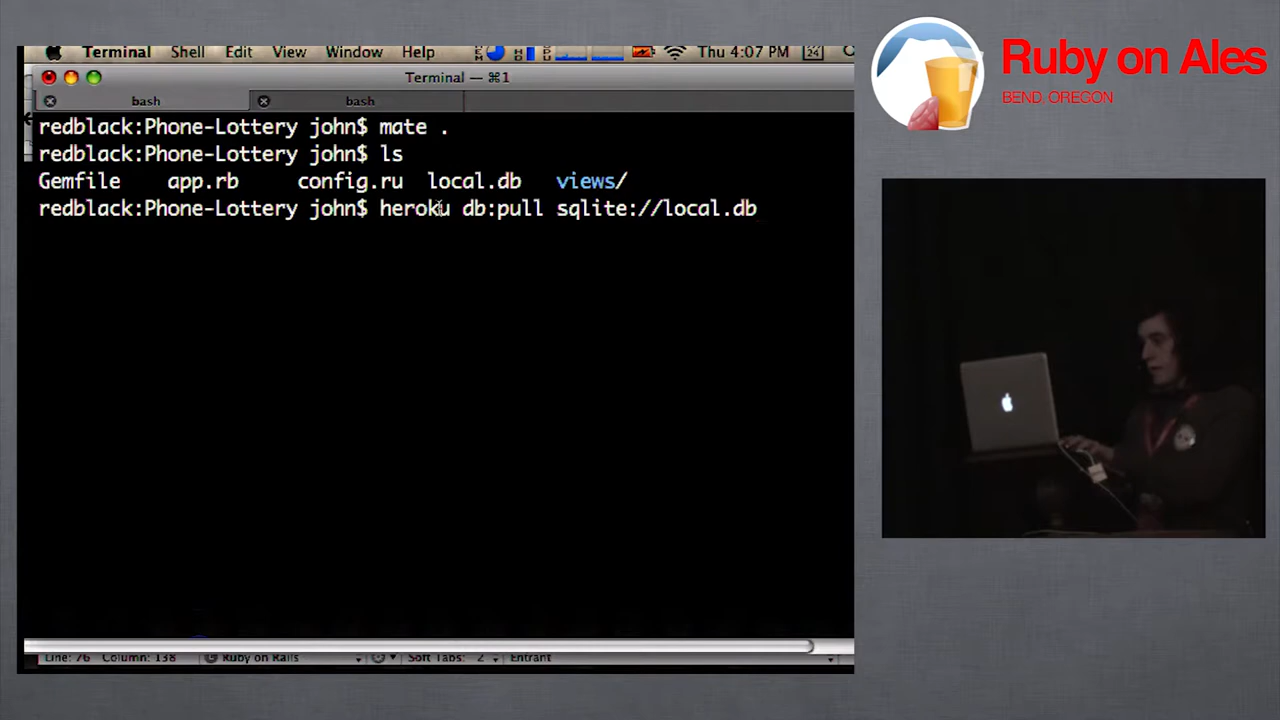 Terminal Shell Edit View Window Help Thu 4:07 PM 24
Terminal — ⌘1
bash bash
redblack:Phone-Lottery john$ mate .
redblack:Phone-Lottery john$ ls
Gemfile app.rb config.ru local.db views/
redblack:Phone-Lottery john$ heroku db:pull sqlite://local.db
Line: 76 Column: 138 Ruby on Rails Soft Tabs: 2 Entrant
Ruby on Ales
BEND, OREGON